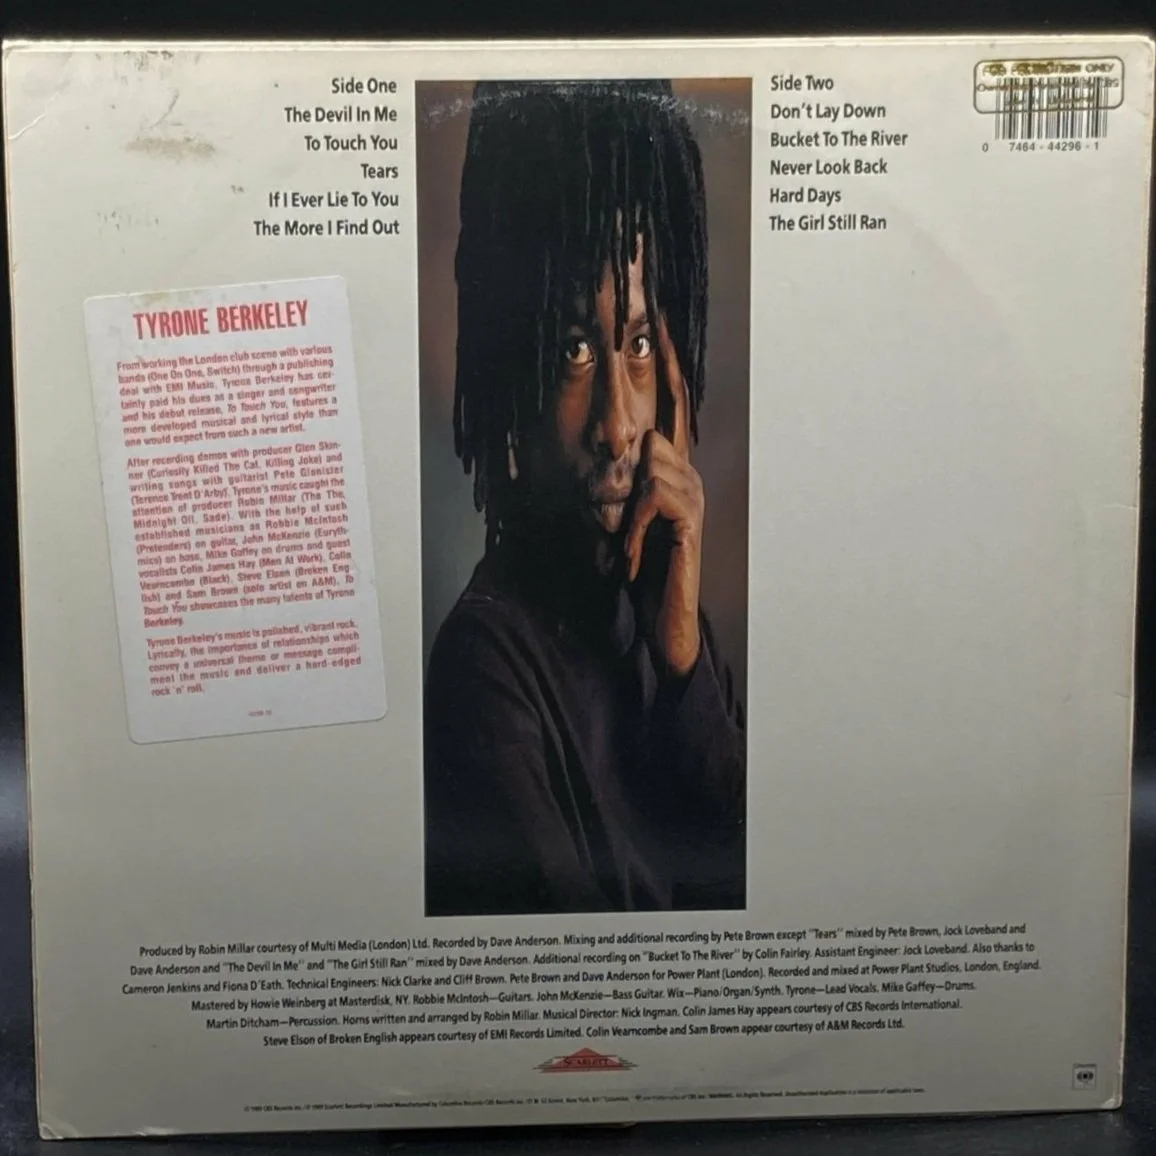 Side One
The Devil In Me
To Touch You
Tears
If I Ever Lie To You
The More I Find Out
Side Two
Don't Lay Down
Bucket To The River
Never Look Back
Hard Days
The Girl Still Ran
FOR PROMOTION ONLY
0 7464-44296-1
TYRONE BERKELEY
From working the London club scene with various
bands (One On One, Switch) through a publishing
deal with EMI Music, Tyrone Berkeley has cer-
tainly paid his dues as a singer and songwriter
and his debut release, To Touch You, features a
more developed musical and lyrical style than
one would expect from such a new artist.
After recording demos with producer Glen Skin-
ner (Curiosity Killed The Cat, Killing Joke) and
writing songs with guitarist Pete Glenister
(Terence Trent D'Arby), Tyrone's music caught the
attention of producer Robin Millar (The The,
Midnight Oil, Sade). With the help of such
established musicians as Robbie McIntosh
(Pretenders) on guitar, John McKenzie (Euryth-
mics) on bass, Mike Gaffey on drums and guest
vocalists Colin James Hay (Men At Work), Colin
Vearncombe (Black), Steve Elson (Broken Eng-
lish) and Sam Brown (solo artist on A&M), To
Touch You showcases the many talents of Tyrone
Berkeley.
Tyrone Berkeley's music is polished, vibrant rock.
Lyrically, the importance of relationships which
convey a universal theme or message compli-
ment the music and deliver a hard-edged
rock 'n' roll.
Produced by Robin Millar courtesy of Multi Media (London) Ltd. Recorded by Dave Anderson. Mixing and additional recording by Pete Brown except "Tears" mixed by Pete Brown, Jock Loveband and
Dave Anderson and "The Devil In Me" and "The Girl Still Ran" mixed by Dave Anderson. Additional recording on "Bucket To The River" by Colin Fairley. Assistant Engineer: Jock Loveband. Also thanks to
Cameron Jenkins and Fiona D'Eath. Technical Engineers: Nick Clarke and Cliff Brown. Pete Brown and Dave Anderson for Power Plant (London). Recorded and mixed at Power Plant Studios, London, England.
Mastered by Howie Weinberg at Masterdisk, NY. Robbie McIntosh—Guitars. John McKenzie—Bass Guitar. Wix—Piano/Organ/Synth. Tyrone—Lead Vocals. Mike Gaffey—Drums.
Martin Ditcham—Percussion. Horns written and arranged by Robin Millar. Musical Director: Nick Ingman. Colin James Hay appears courtesy of CBS Records International.
Steve Elson of Broken English appears courtesy of EMI Records Limited. Colin Vearncombe and Sam Brown appear courtesy of A&M Records Ltd.
SCARLETT